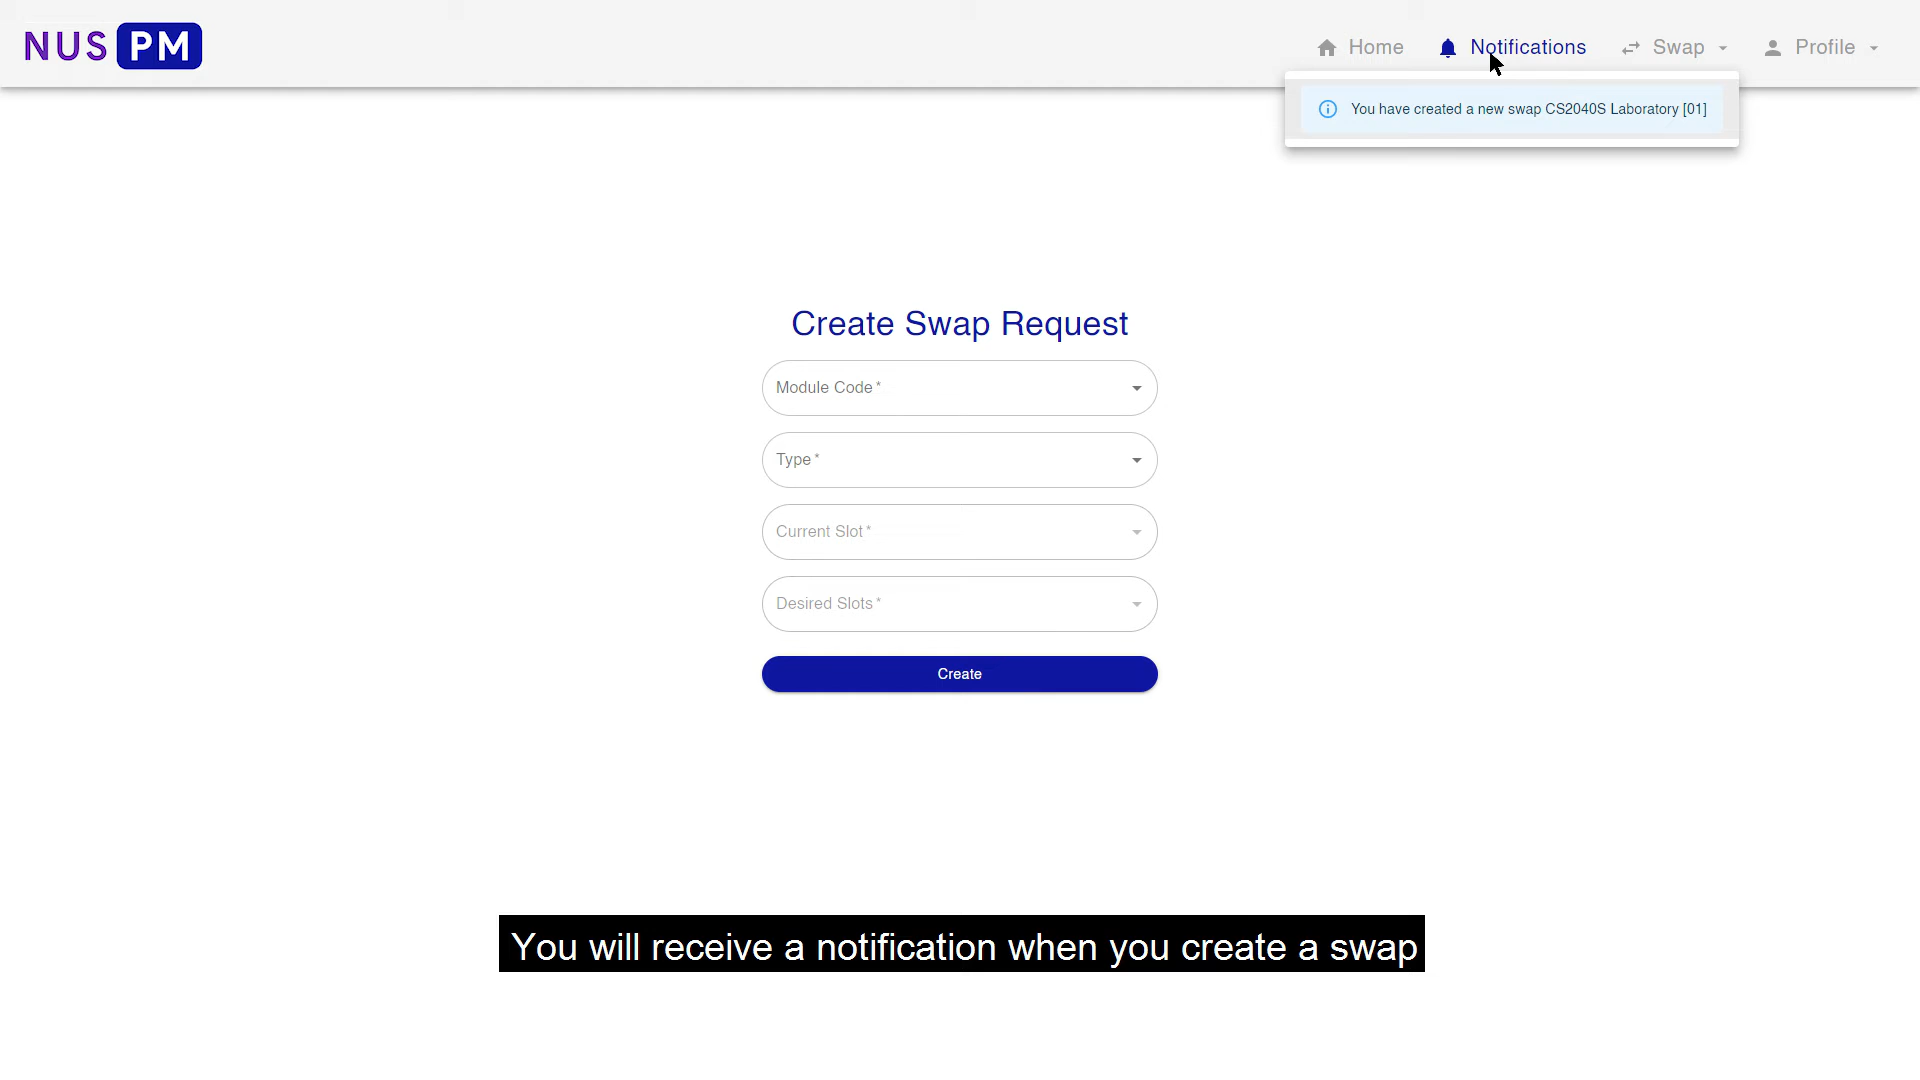 NUS PM
Home
Notifications
Swap
Profile
You have created a new swap CS2040S Laboratory [01]
Create Swap Request
Module Code *
Type *
Current Slot *
Desired Slots *
Create
You will receive a notification when you create a swap